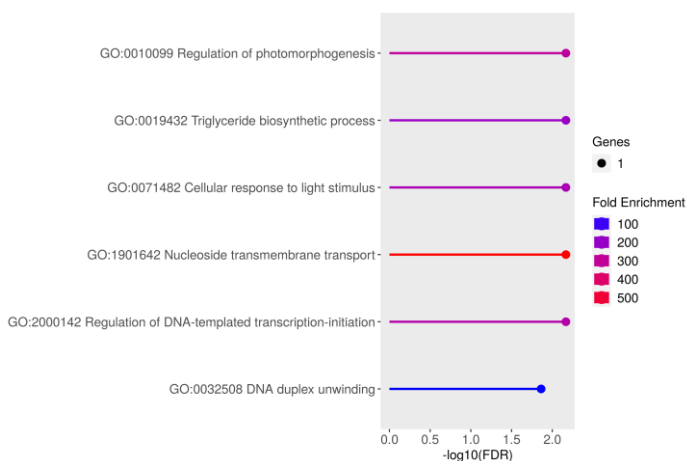 GO:0010099 Regulation of photomorphogenesis
GO:0019432 Triglyceride biosynthetic process
GO:0071482 Cellular response to light stimulus
GO:1901642 Nucleoside transmembrane transport
GO:2000142 Regulation of DNA-templated transcription-initiation
GO:0032508 DNA duplex unwinding
0.0 0.5 1.0 1.5 2.0
-log10(FDR)
Genes
1
Fold Enrichment
100
200
300
400
500